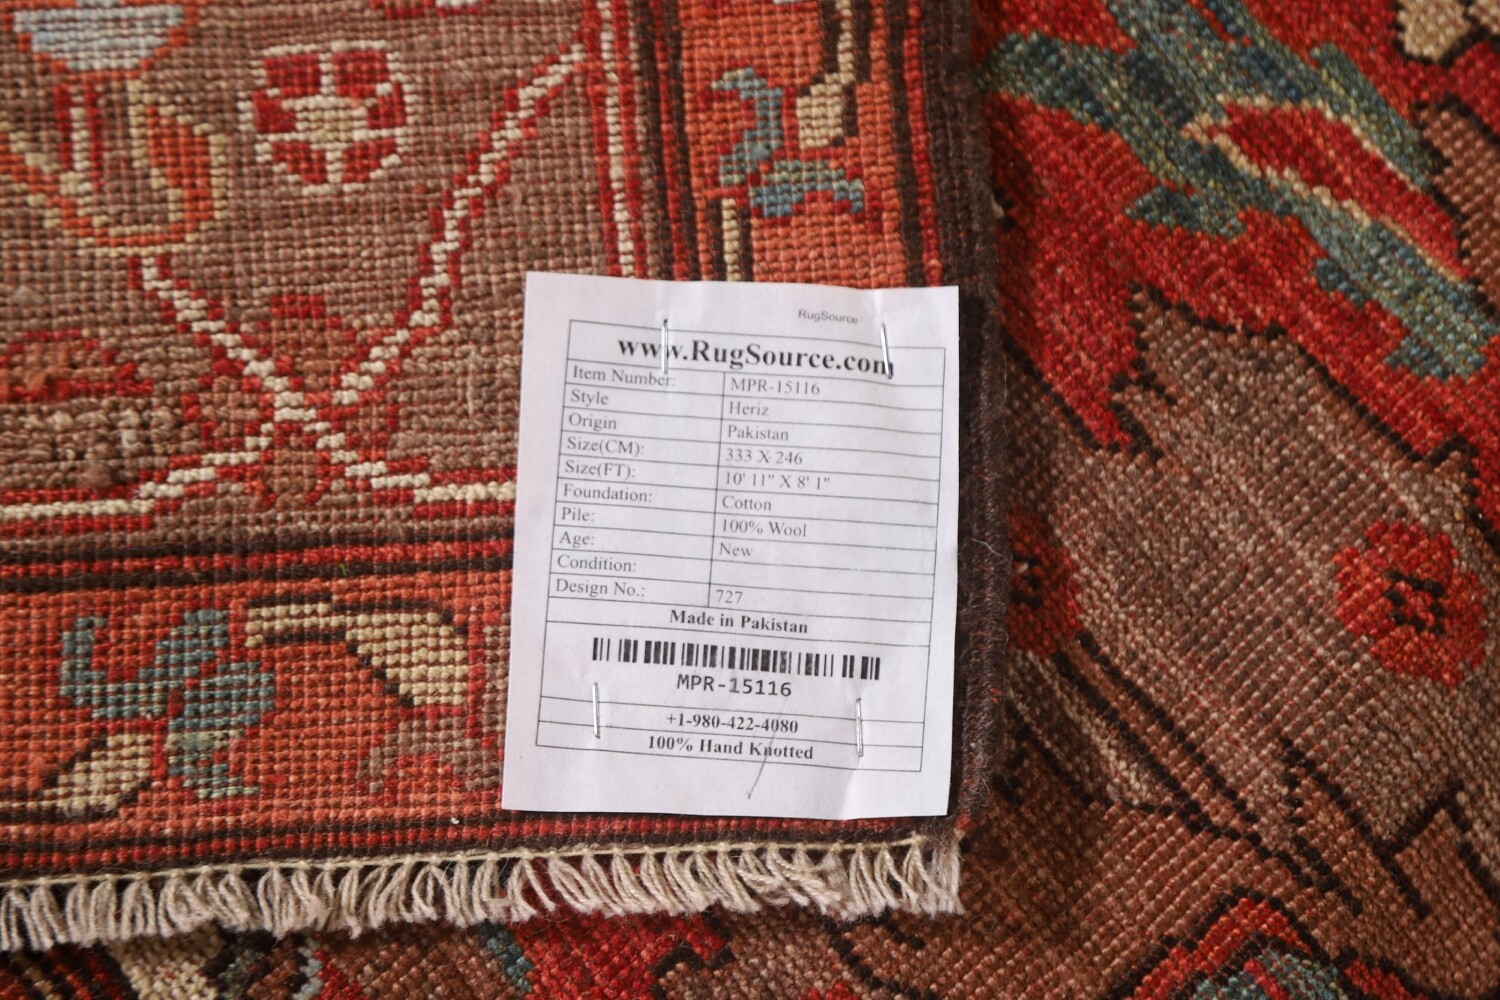 RugSource
www.RugSource.com
Item Number: MPR-15116
Style Heriz
Origin Pakistan
Size(CM): 333 X 246
Size(FT): 10' 11" X 8' 1"
Foundation: Cotton
Pile: 100% Wool
Age: New
Condition:
Design No.: 727
Made in Pakistan
MPR-15116
+1-980-422-4080
100% Hand Knotted